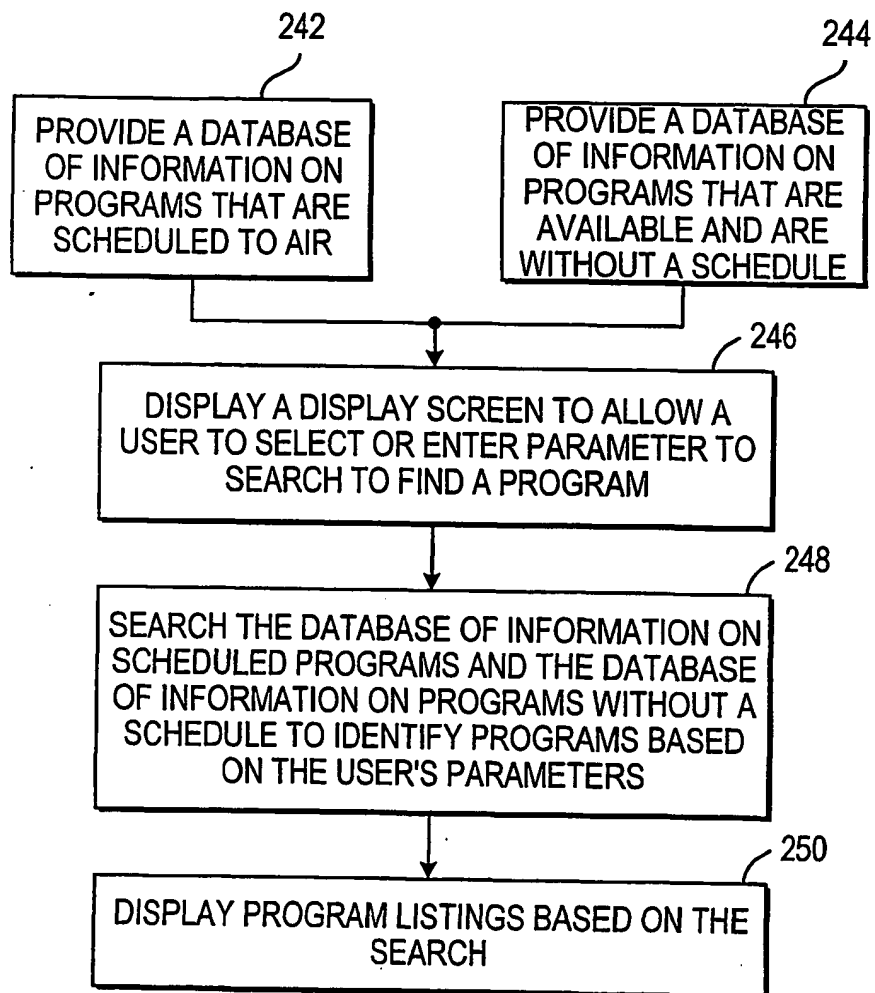 242
244
PROVIDE A DATABASE
OF INFORMATION ON
PROGRAMS THAT ARE
SCHEDULED TO AIR
PROVIDE A DATABASE
OF INFORMATION ON
PROGRAMS THAT ARE
AVAILABLE AND ARE
WITHOUT A SCHEDULE
246
DISPLAY A DISPLAY SCREEN TO ALLOW A
USER TO SELECT OR ENTER PARAMETER TO
SEARCH TO FIND A PROGRAM
248
SEARCH THE DATABASE OF INFORMATION ON
SCHEDULED PROGRAMS AND THE DATABASE
OF INFORMATION ON PROGRAMS WITHOUT A
SCHEDULE TO IDENTIFY PROGRAMS BASED
ON THE USER'S PARAMETERS
250
DISPLAY PROGRAM LISTINGS BASED ON THE
SEARCH